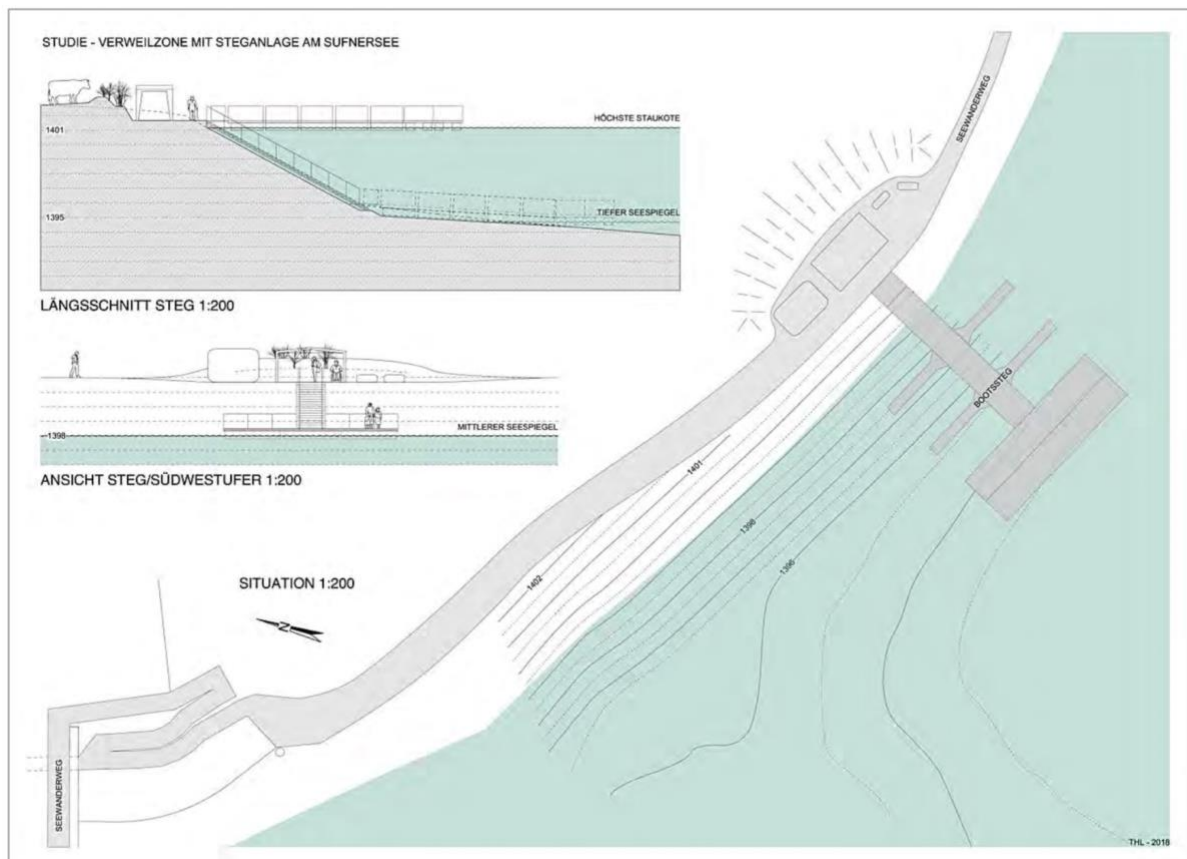 STUDIE - VERWEILZONE MIT STEGANLAGE AM SUFNERSEE
HÖCHSTE STAUKOTE
1401
1395
TIEFER SEESPIEGEL
LÄNGSSCHNITT STEG 1:200
MITTLERER SEESPIEGEL
1398
ANSICHT STEG/SÜDWESTUFER 1:200
SEEWANDERWEG
BOOTSSTEG
1401
1398
1396
1402
SITUATION 1:200
N
SEEWANDERWEG
THL - 2018